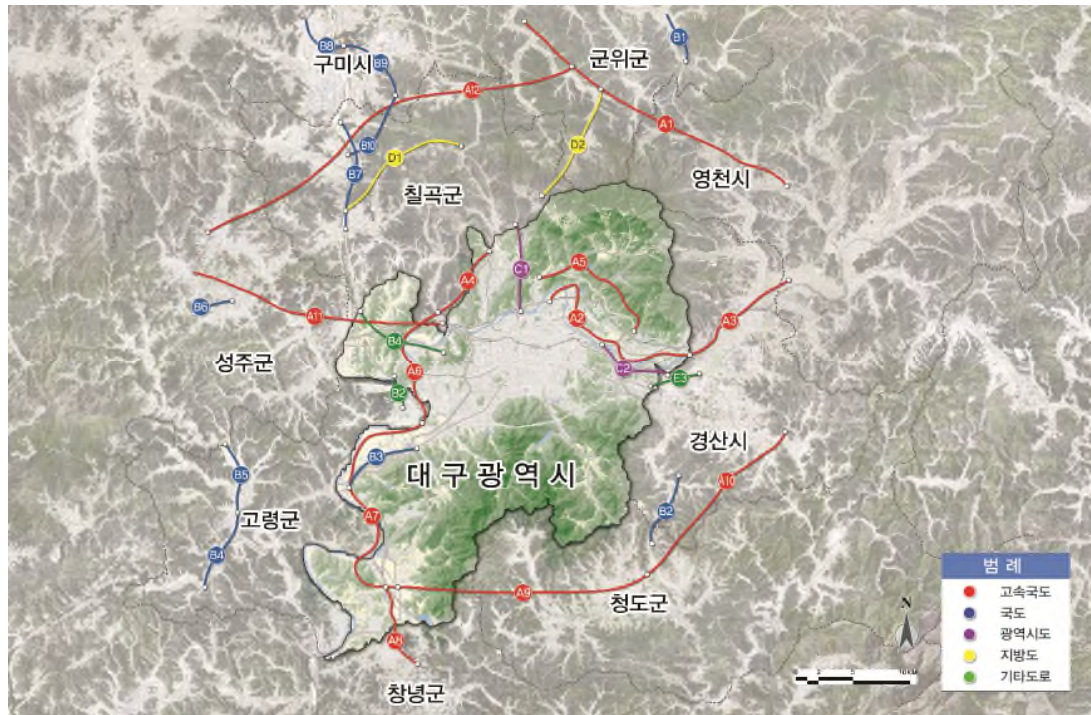 B8
구미시
B9
군위군
B1
A12
A1
B10
D1
D2
B7
칠곡군
영천시
C1
A5
A4
B6
A11
A2
A3
B4
성주군
A6
C2
E3
B2
경산시
B3
대구광역시
A10
B5
고령군
A7
B2
B4
A9
청도군
A8
창녕군
범 례
고속국도
국도
광역시도
지방도
기타도로
N